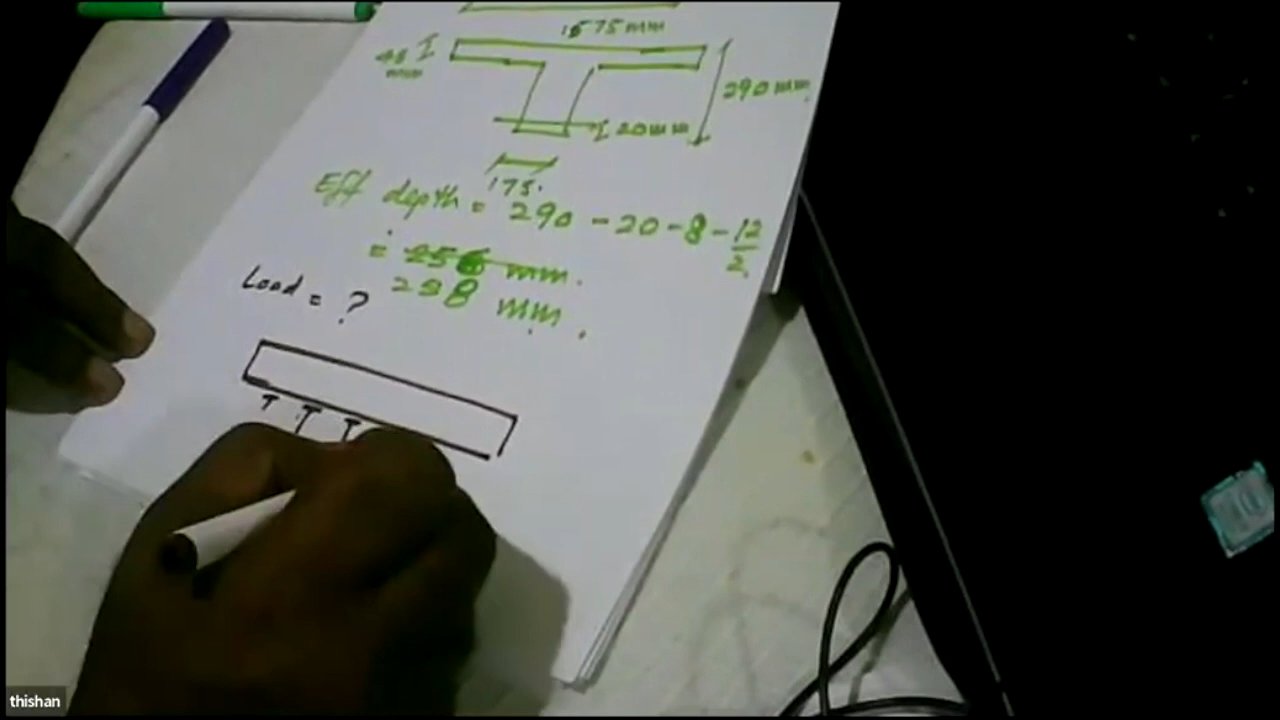 1575 mm
mm
290 mm
20 mm
175.
Eff depth = 290 - 20 - 8 - 12/2
= 256 mm.
258 mm.
Load = ?
T T T
thishan